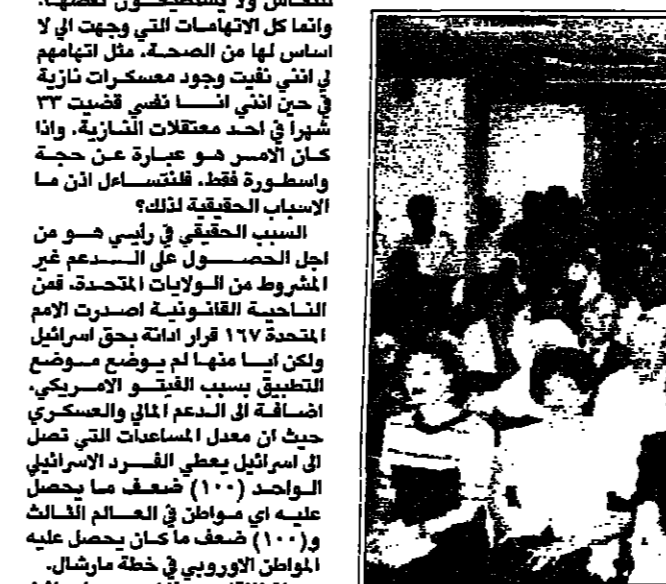 للنقاش ولا يستطيعون نقضها.
وانما كل الاتهامات التي وجهت الي لا
اساس لها من الصحة. مثل اتهامهم
لي انني نفيت وجود معسكرات نازية
في حين انني انا نفسي قضيت ٣٣
شهرا في احد معتقلات النازية. واذا
كان الامر هو عبارة عن حجة
واسطورة فقط. فلنتساءل اذن ما
الاسباب الحقيقية لذلك؟
السبب الحقيقي في رايي هو من
اجل الحصول على الدعم غير
المشروط من الولايات المتحدة. فمن
الناحية القانونية اصدرت الامم
المتحدة ١٦٧ قرار ادانة بحق اسرائيل
ولكن ايا منها لم يوضع موضع
التطبيق بسبب الفيتو الامريكي.
اضافة الى الدعم المالي والعسكري
حيث ان معدل المساعدات التي تصل
الى اسرائيل يعطي الفرد الاسرائيلي
الواحد (١٠٠) ضعف ما يحصل
عليه اي مواطن في العالم الثالث
و(١٠٠) ضعف ما كان يحصل عليه
المواطن الاوروبي في خطة مارشال.